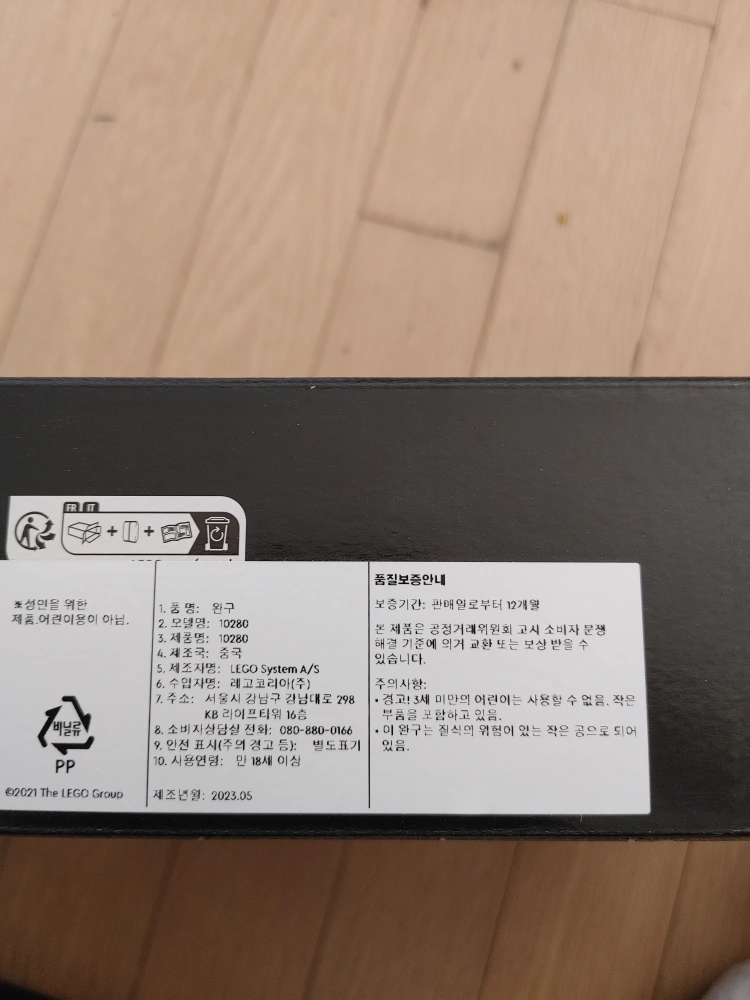 FR IT
※성인을 위한
제품.어린이용이 아님.
비닐류
PP
©2021 The LEGO Group
1. 품 명: 완구
2. 모델명: 10280
3. 제품명: 10280
4. 제조국: 중국
5. 제조자명: LEGO System A/S
6. 수입자명: 레고코리아(주)
7. 주소: 서울시 강남구 강남대로 298
KB 라이프타워 16층
8. 소비자상담실 전화: 080-880-0166
9. 안전 표시(주의 경고 등): 별도표기
10. 사용연령: 만 18세 이상
제조년월: 2023.05
품질보증안내
보증기간: 판매일로부터 12개월
본 제품은 공정거래위원회 고시 소비자 분쟁
해결 기준에 의거 교환 또는 보상 받을 수
있습니다.
주의사항:
• 경고! 3세 미만의 어린이는 사용할 수 없음. 작은
부품을 포함하고 있음.
• 이 완구는 질식의 위험이 있는 작은 공으로 되어
있음.